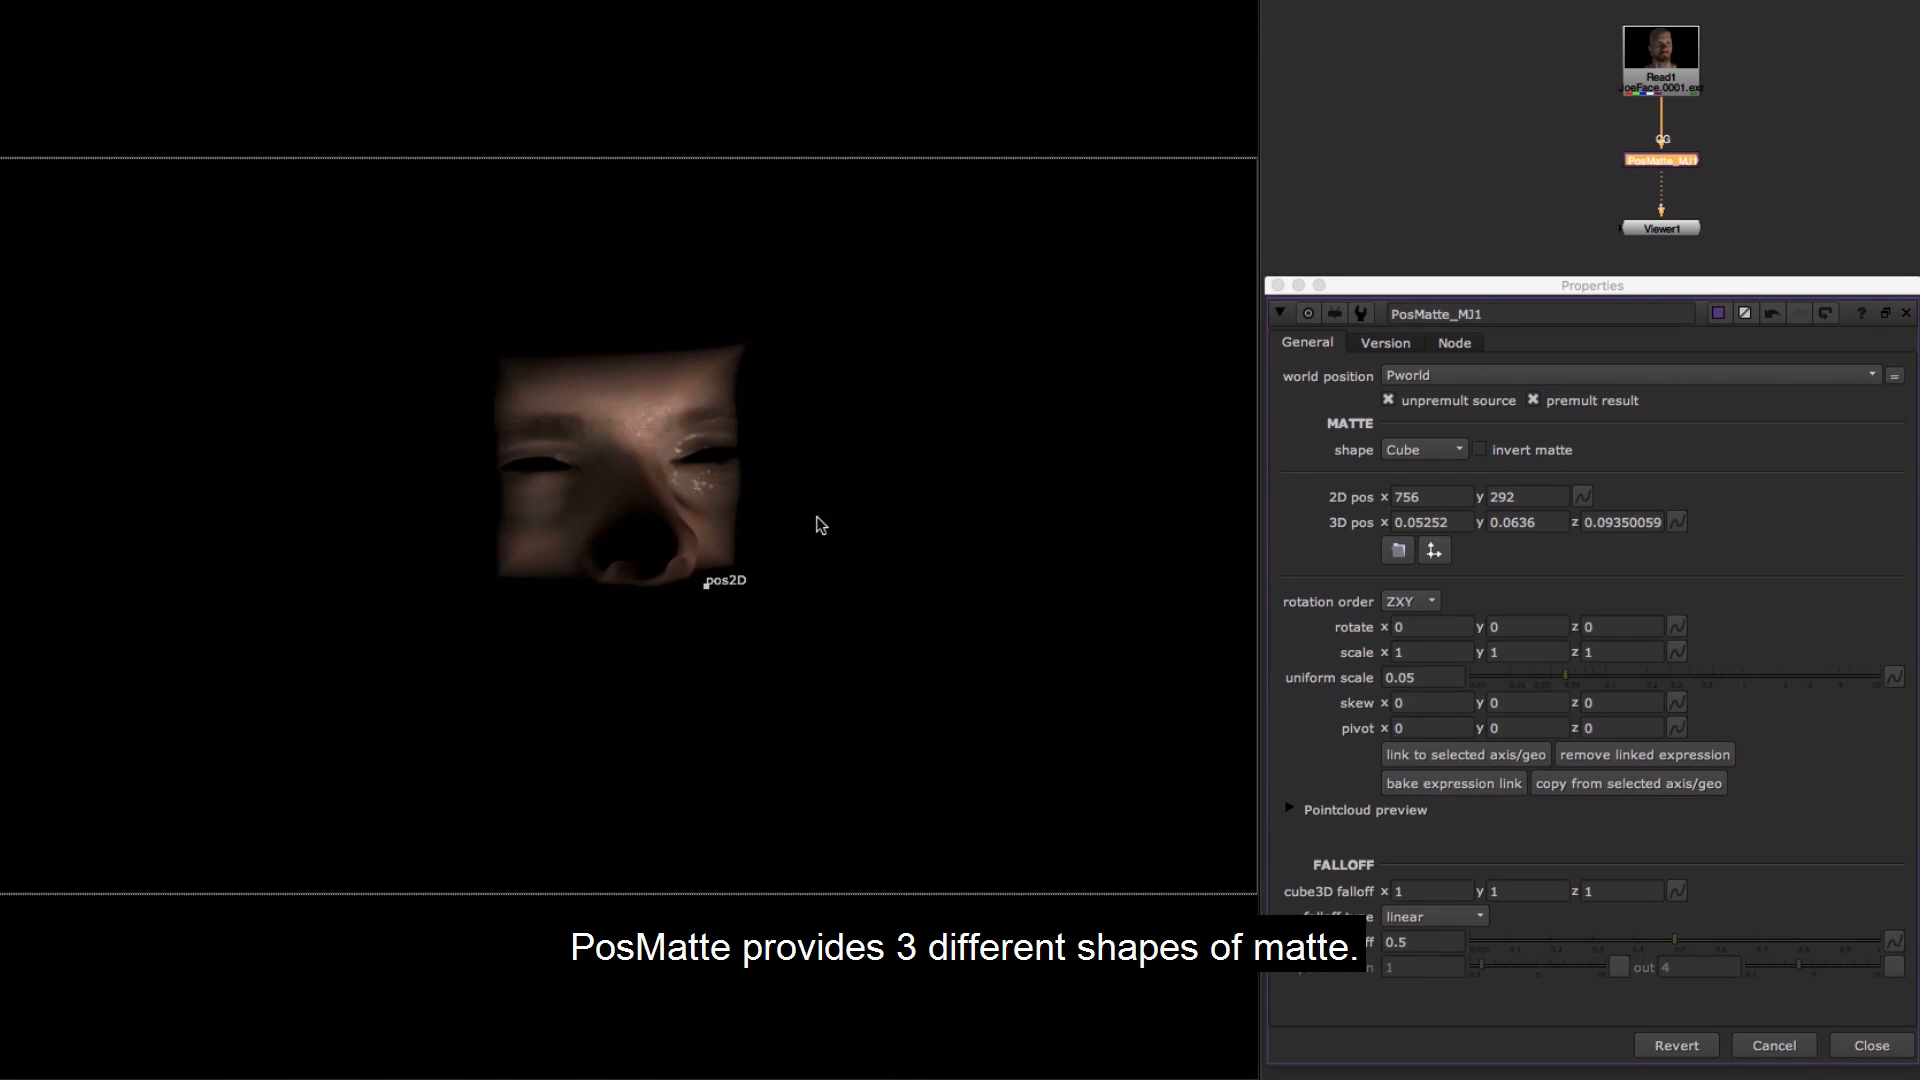 Read1
JoeFace.0001.exr
CG
PosMatte_MJ1
Viewer1
Properties
PosMatte_MJ1
?
General Version Node
world position Pworld
=
unpremult source premult result
MATTE
shape Cube invert matte
2D pos x 756 y 292
3D pos x 0.05252 y 0.0636 z 0.09350059
rotation order ZXY
rotate x 0 y 0 z 0
scale x 1 y 1 z 1
uniform scale 0.05
skew x 0 y 0 z 0
pivot x 0 y 0 z 0
link to selected axis/geo remove linked expression
bake expression link copy from selected axis/geo
Pointcloud preview
FALLOFF
cube3D falloff x 1 y 1 z 1
linear
0.5
1 out 4
pos2D
PosMatte provides 3 different shapes of matte.
Revert Cancel Close